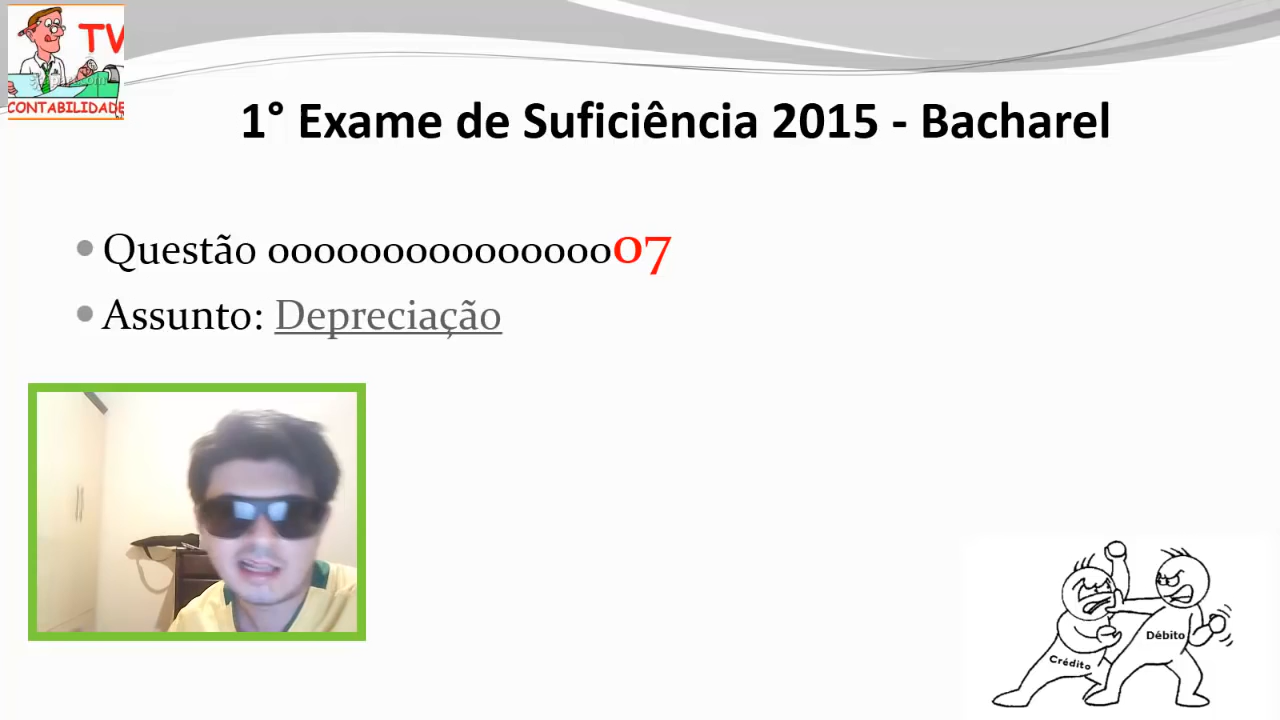 TV
CONTABILIDADE
1° Exame de Suficiência 2015 - Bacharel
Questão ooooooooooooooo07
Assunto: Depreciação
Crédito
Débito